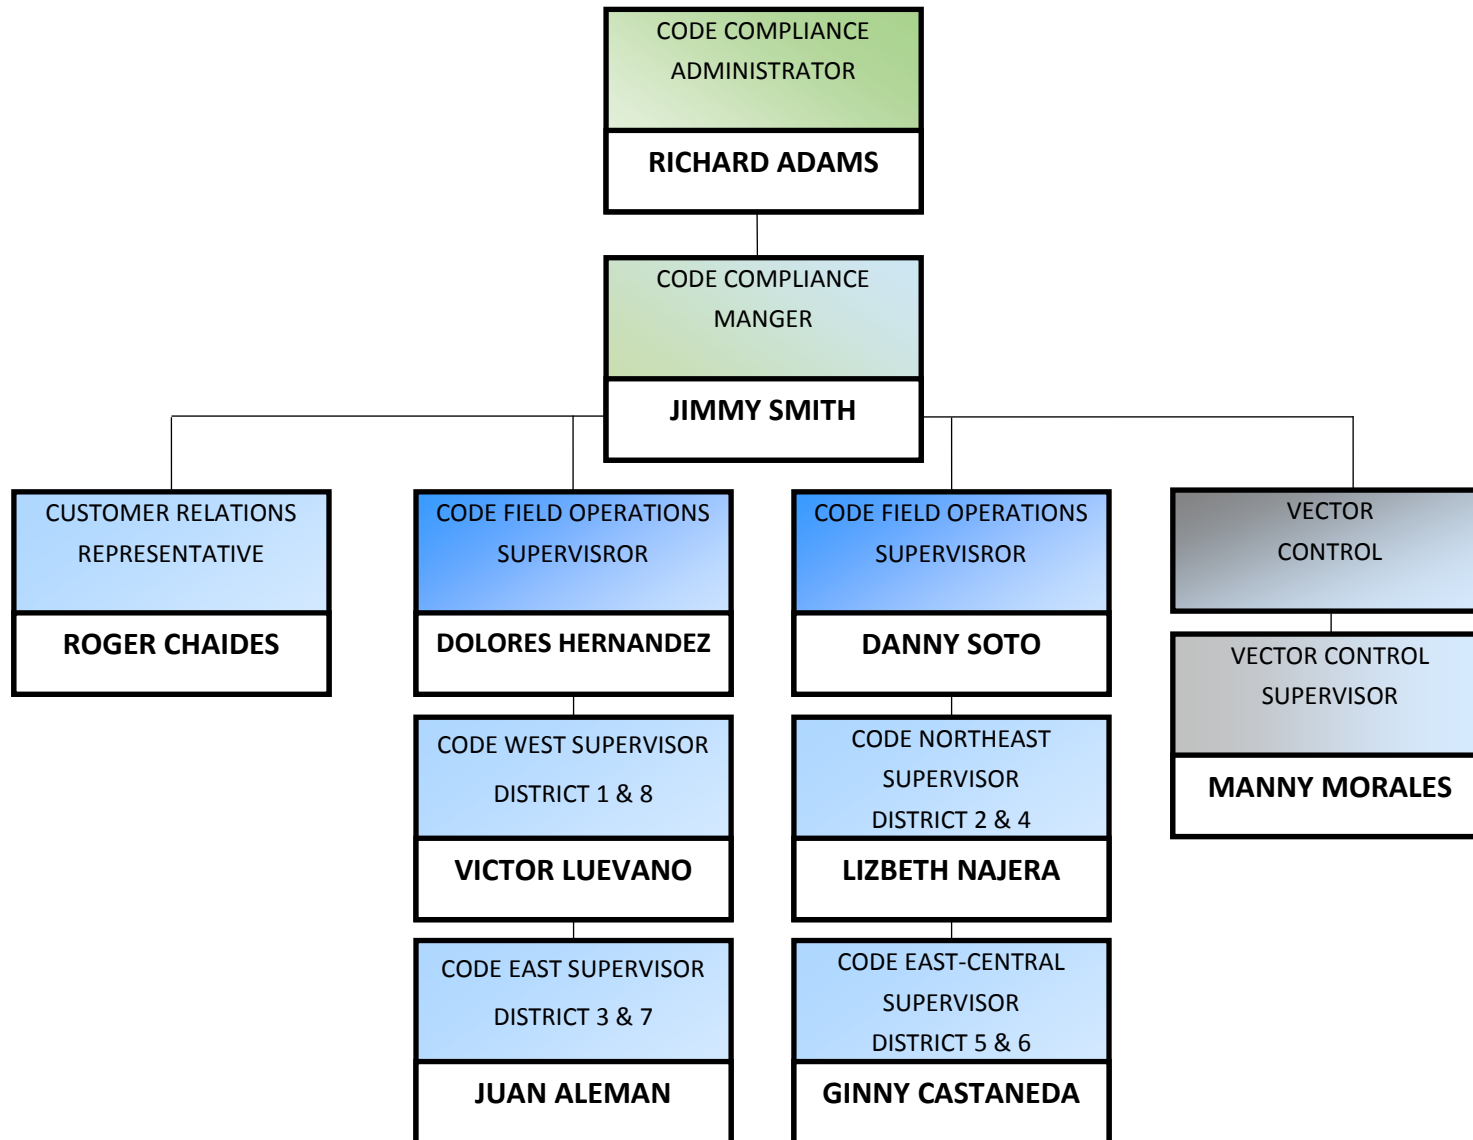 CODE COMPLIANCE
ADMINISTRATOR
RICHARD ADAMS
CODE COMPLIANCE
MANGER
JIMMY SMITH
CUSTOMER RELATIONS
REPRESENTATIVE
ROGER CHAIDES
CODE FIELD OPERATIONS
SUPERVISROR
DOLORES HERNANDEZ
CODE WEST SUPERVISOR
DISTRICT 1 & 8
VICTOR LUEVANO
CODE EAST SUPERVISOR
DISTRICT 3 & 7
JUAN ALEMAN
CODE FIELD OPERATIONS
SUPERVISROR
DANNY SOTO
CODE NORTHEAST
SUPERVISOR
DISTRICT 2 & 4
LIZBETH NAJERA
CODE EAST-CENTRAL
SUPERVISOR
DISTRICT 5 & 6
GINNY CASTANEDA
VECTOR
CONTROL
VECTOR CONTROL
SUPERVISOR
MANNY MORALES